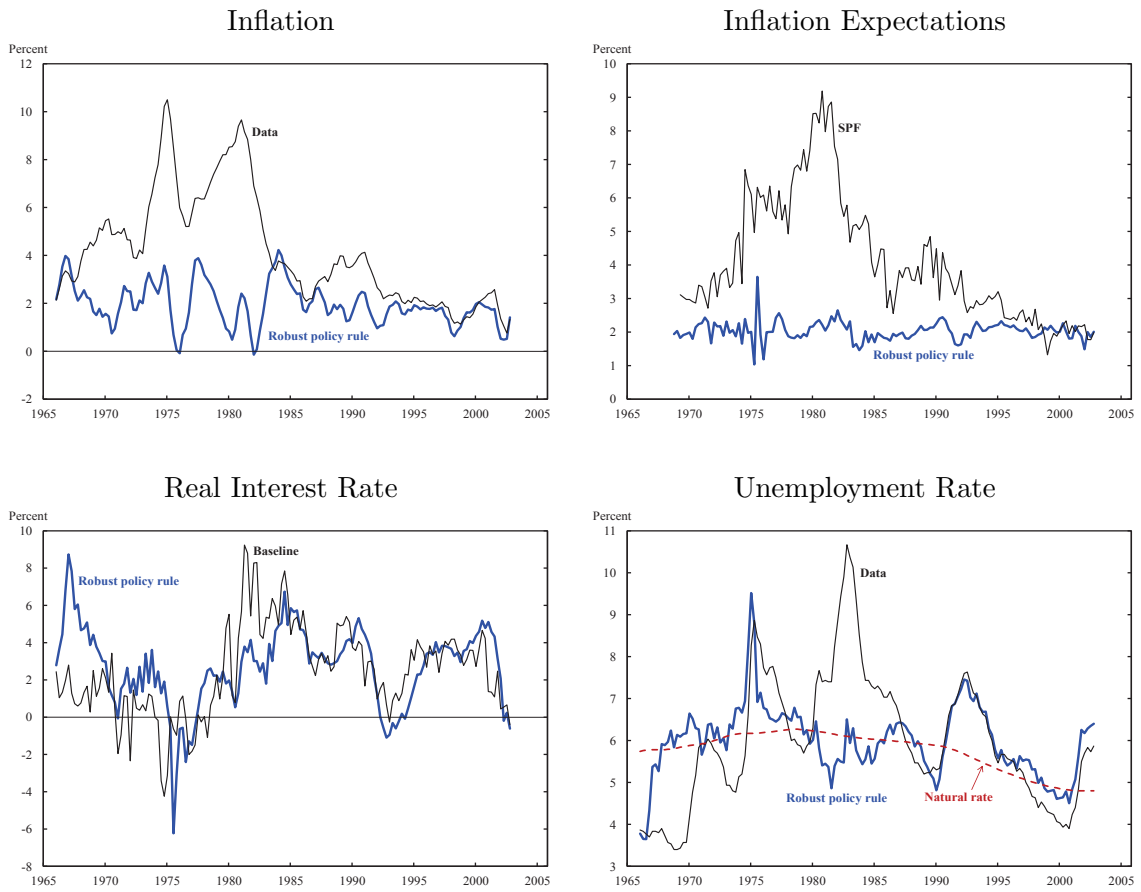 Inflation
Percent
12
10
8
6
4
2
0
-2
Data
Robust policy rule
1965 1970 1975 1980 1985 1990 1995 2000 2005
Inflation Expectations
Percent
10
9
8
7
6
5
4
3
2
1
0
SPF
Robust policy rule
1965 1970 1975 1980 1985 1990 1995 2000 2005
Real Interest Rate
Percent
10
8
6
4
2
0
-2
-4
-6
-8
Baseline
Robust policy rule
1965 1970 1975 1980 1985 1990 1995 2000 2005
Unemployment Rate
Percent
11
10
9
8
7
6
5
4
3
Data
Robust policy rule
Natural rate
1965 1970 1975 1980 1985 1990 1995 2000 2005